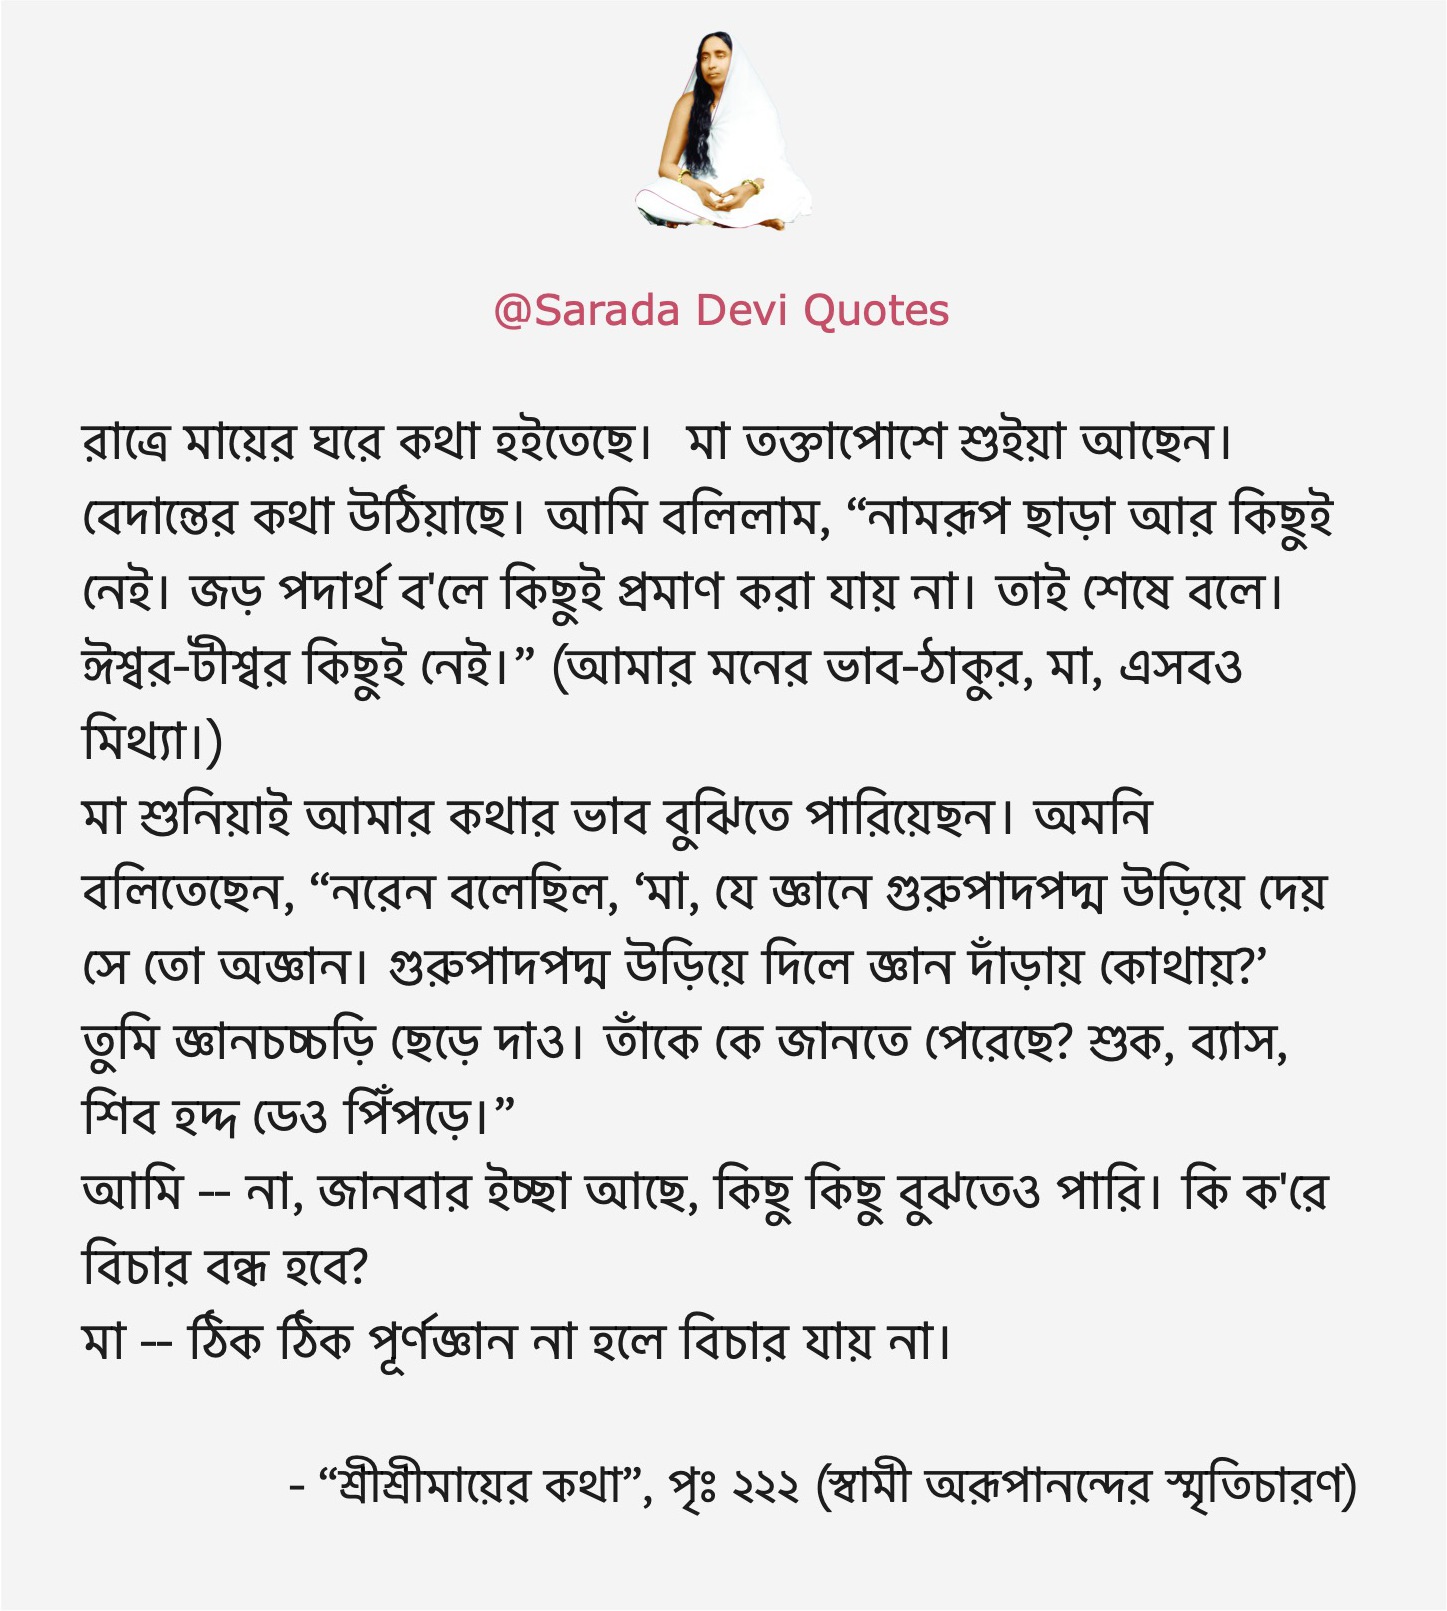 @Sarada Devi Quotes
রাত্রে মায়ের ঘরে কথা হইতেছে।  মা তক্তাপোশে শুইয়া আছেন।
বেদান্তের কথা উঠিয়াছে। আমি বলিলাম, “নামরূপ ছাড়া আর কিছুই
নেই। জড় পদার্থ ব'লে কিছুই প্রমাণ করা যায় না। তাই শেষে বলে।
ঈশ্বর-টীশ্বর কিছুই নেই।” (আমার মনের ভাব-ঠাকুর, মা, এসবও
মিথ্যা।)
মা শুনিয়াই আমার কথার ভাব বুঝিতে পারিয়েছন। অমনি
বলিতেছেন, “নরেন বলেছিল, ‘মা, যে জ্ঞানে গুরুপাদপদ্ম উড়িয়ে দেয়
সে তো অজ্ঞান। গুরুপাদপদ্ম উড়িয়ে দিলে জ্ঞান দাঁড়ায় কোথায়?’
তুমি জ্ঞানচচ্চড়ি ছেড়ে দাও। তাঁকে কে জানতে পেরেছে? শুক, ব্যাস,
শিব হদ্দ ডেও পিঁপড়ে।”
আমি -- না, জানবার ইচ্ছা আছে, কিছু কিছু বুঝতেও পারি। কি ক'রে
বিচার বন্ধ হবে?
মা -- ঠিক ঠিক পূর্ণজ্ঞান না হলে বিচার যায় না।
- “শ্রীশ্রীমায়ের কথা”, পৃঃ ২২২ (স্বামী অরূপানন্দের স্মৃতিচারণ)